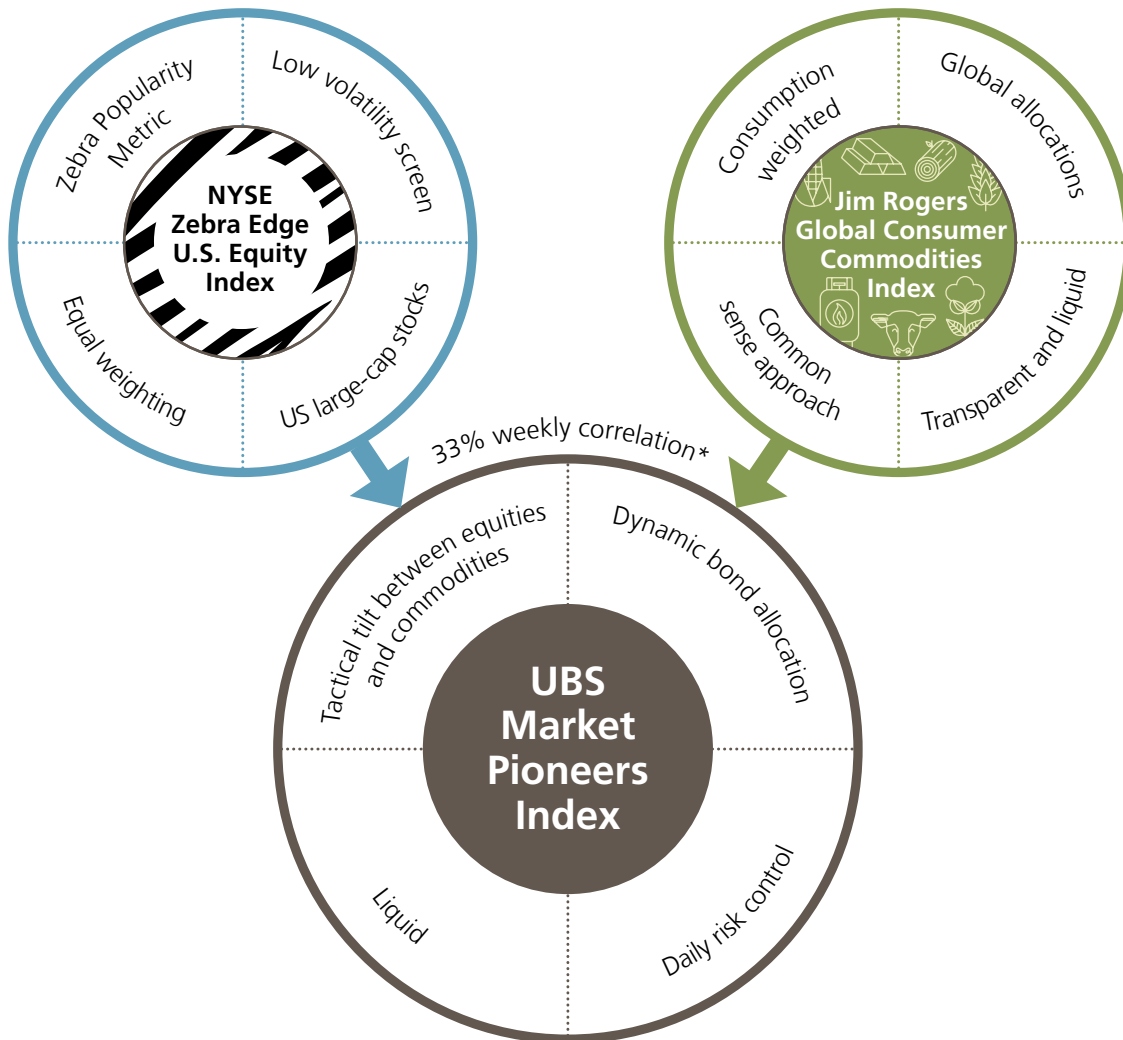 Zebra Popularity
Metric
Low volatility screen
NYSE
Zebra Edge
U.S. Equity
Index
Equal weighting
US large-cap stocks
Consumption
weighted
Global allocations
Jim Rogers
Global Consumer
Commodities
Index
Common
sense approach
Transparent and liquid
33% weekly correlation*
Tactical tilt between equities
and commodities
Dynamic bond allocation
UBS
Market
Pioneers
Index
Liquid
Daily risk control